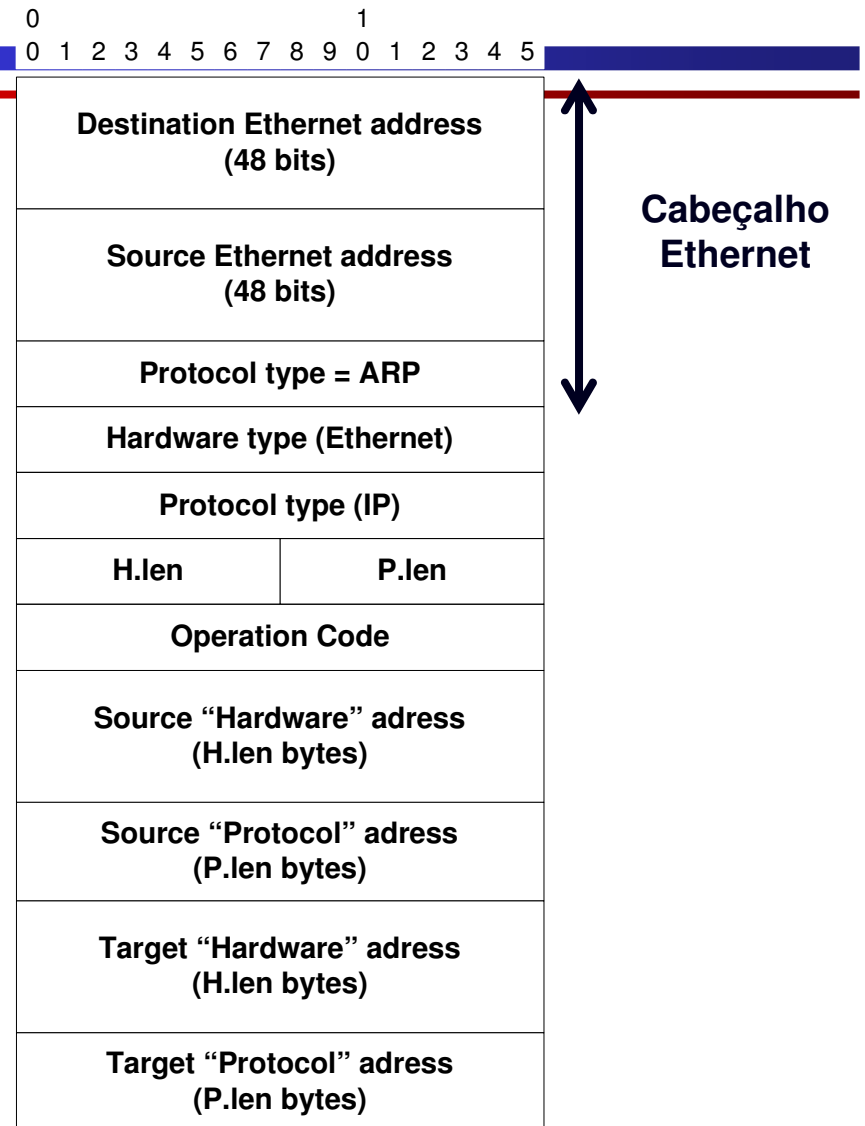 0 1
0 1 2 3 4 5 6 7 8 9 0 1 2 3 4 5
Destination Ethernet address
(48 bits)
Cabeçalho
Ethernet
Source Ethernet address
(48 bits)
Protocol type = ARP
Hardware type (Ethernet)
Protocol type (IP)
H.len P.len
Operation Code
Source “Hardware” adress
(H.len bytes)
Source “Protocol” adress
(P.len bytes)
Target “Hardware” adress
(H.len bytes)
Target “Protocol” adress
(P.len bytes)